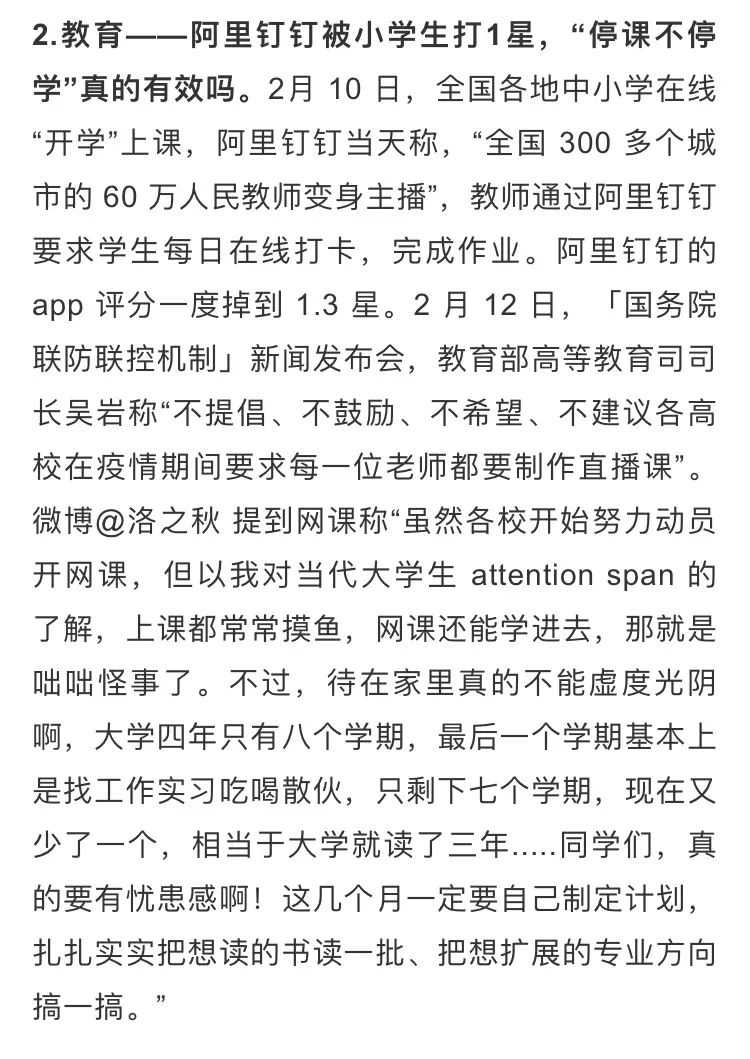 2.教育——阿里钉钉被小学生打1星，“停课不停
学”真的有效吗。2月 10 日，全国各地中小学在线
“开学”上课，阿里钉钉当天称，“全国 300 多个城
市的 60 万人民教师变身主播”，教师通过阿里钉钉
要求学生每日在线打卡，完成作业。阿里钉钉的
app 评分一度掉到 1.3 星。2 月 12 日，「国务院
联防联控机制」新闻发布会，教育部高等教育司司
长吴岩称“不提倡、不鼓励、不希望、不建议各高
校在疫情期间要求每一位老师都要制作直播课”。
微博@洛之秋 提到网课称“虽然各校开始努力动员
开网课，但以我对当代大学生 attention span 的
了解，上课都常常摸鱼，网课还能学进去，那就是
咄咄怪事了。不过，待在家里真的不能虚度光阴
啊，大学四年只有八个学期，最后一个学期基本上
是找工作实习吃喝散伙，只剩下七个学期，现在又
少了一个，相当于大学就读了三年.....同学们，真
的要有忧患感啊！这几个月一定要自己制定计划，
扎扎实实把想读的书读一批、把想扩展的专业方向
搞一搞。”